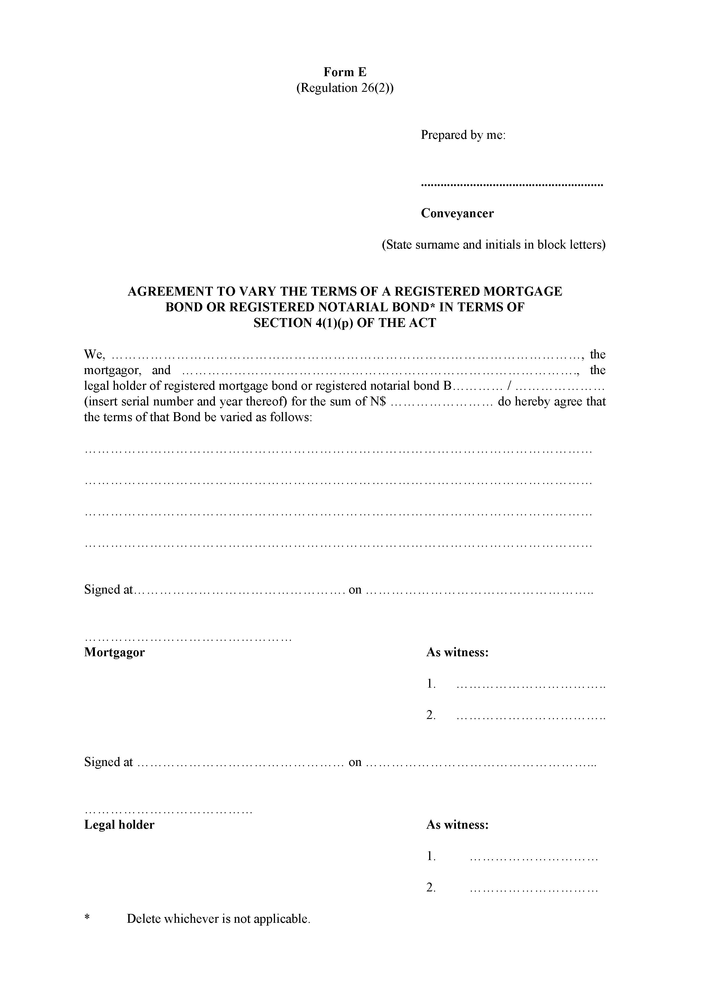 Form E
(Regulation 26(2))
Prepared by me:
.......................................................
Conveyancer
(State surname and initials in block letters)
AGREEMENT TO VARY THE TERMS OF A REGISTERED MORTGAGE
BOND OR REGISTERED NOTARIAL BOND* IN TERMS OF
SECTION 4(1)(p) OF THE ACT
We, ………………………………………………………………………………………………, the
mortgagor, and ……………………………………………………………………………….., the
legal holder of registered mortgage bond or registered notarial bond B………… / …………………
(insert serial number and year thereof) for the sum of N$ …………………… do hereby agree that
the terms of that Bond be varied as follows:
………………………………………………………………………………………………………
………………………………………………………………………………………………………
………………………………………………………………………………………………………
………………………………………………………………………………………………………
Signed at…………………………………………. on ……………………………………………..
…………………………………………
Mortgagor As witness:
1. ……………………………..
2. ……………………………..
Signed at ………………………………………… on ……………………………………………...
…………………………………
Legal holder As witness:
1. …………………………
2. …………………………
* Delete whichever is not applicable.